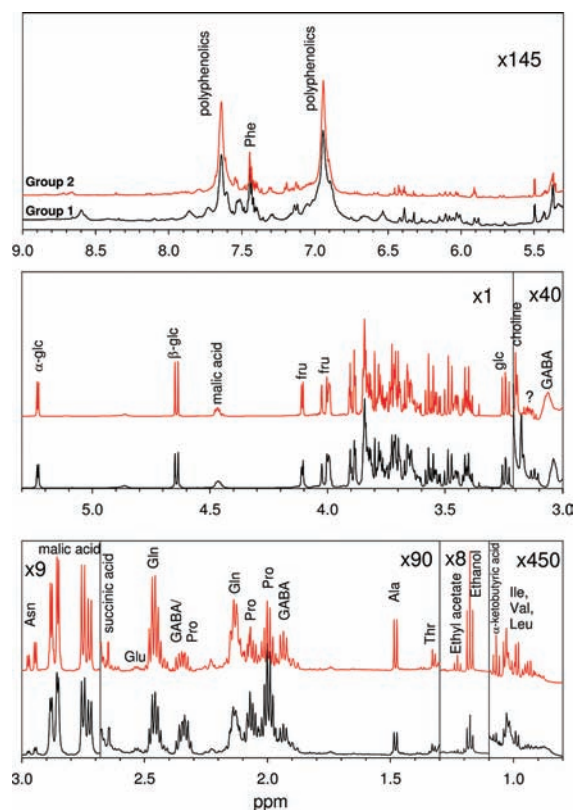 polyphenolics
polyphenolics
x145
Phe
Group 2
Group 1
9.0 8.5 8.0 7.5 7.0 6.5 6.0 5.5
x1
x40
α-glc
β-glc
malic acid
fru
fru
glc
choline
?
GABA
5.0 4.5 4.0 3.5 3.0
x9
malic acid
x90
x8
x450
Asn
succinic acid
Glu
Gln
GABA/
Pro
Gln
Pro
Pro
GABA
Ala
Thr
Ethyl acetate
Ethanol
α-ketobutyric acid
Ile,
Val,
Leu
3.0 2.5 2.0 1.5 1.0
ppm